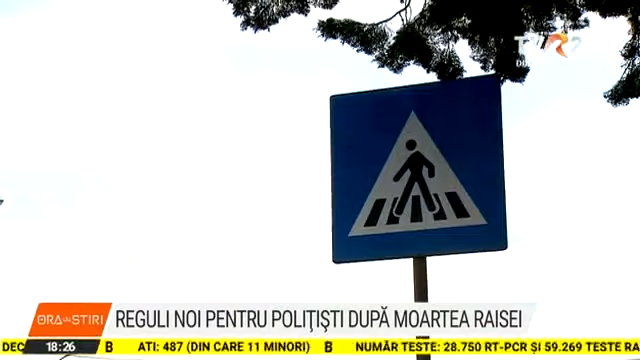 TVR 2
ORA de ȘTIRI
REGULI NOI PENTRU POLIŢIŞTI DUPĂ MOARTEA RAISEI
DEC
18:26
B ATI: 487 (DIN CARE 11 MINORI) B NUMĂR TESTE: 28.750 RT-PCR ȘI 59.269 TESTE RA